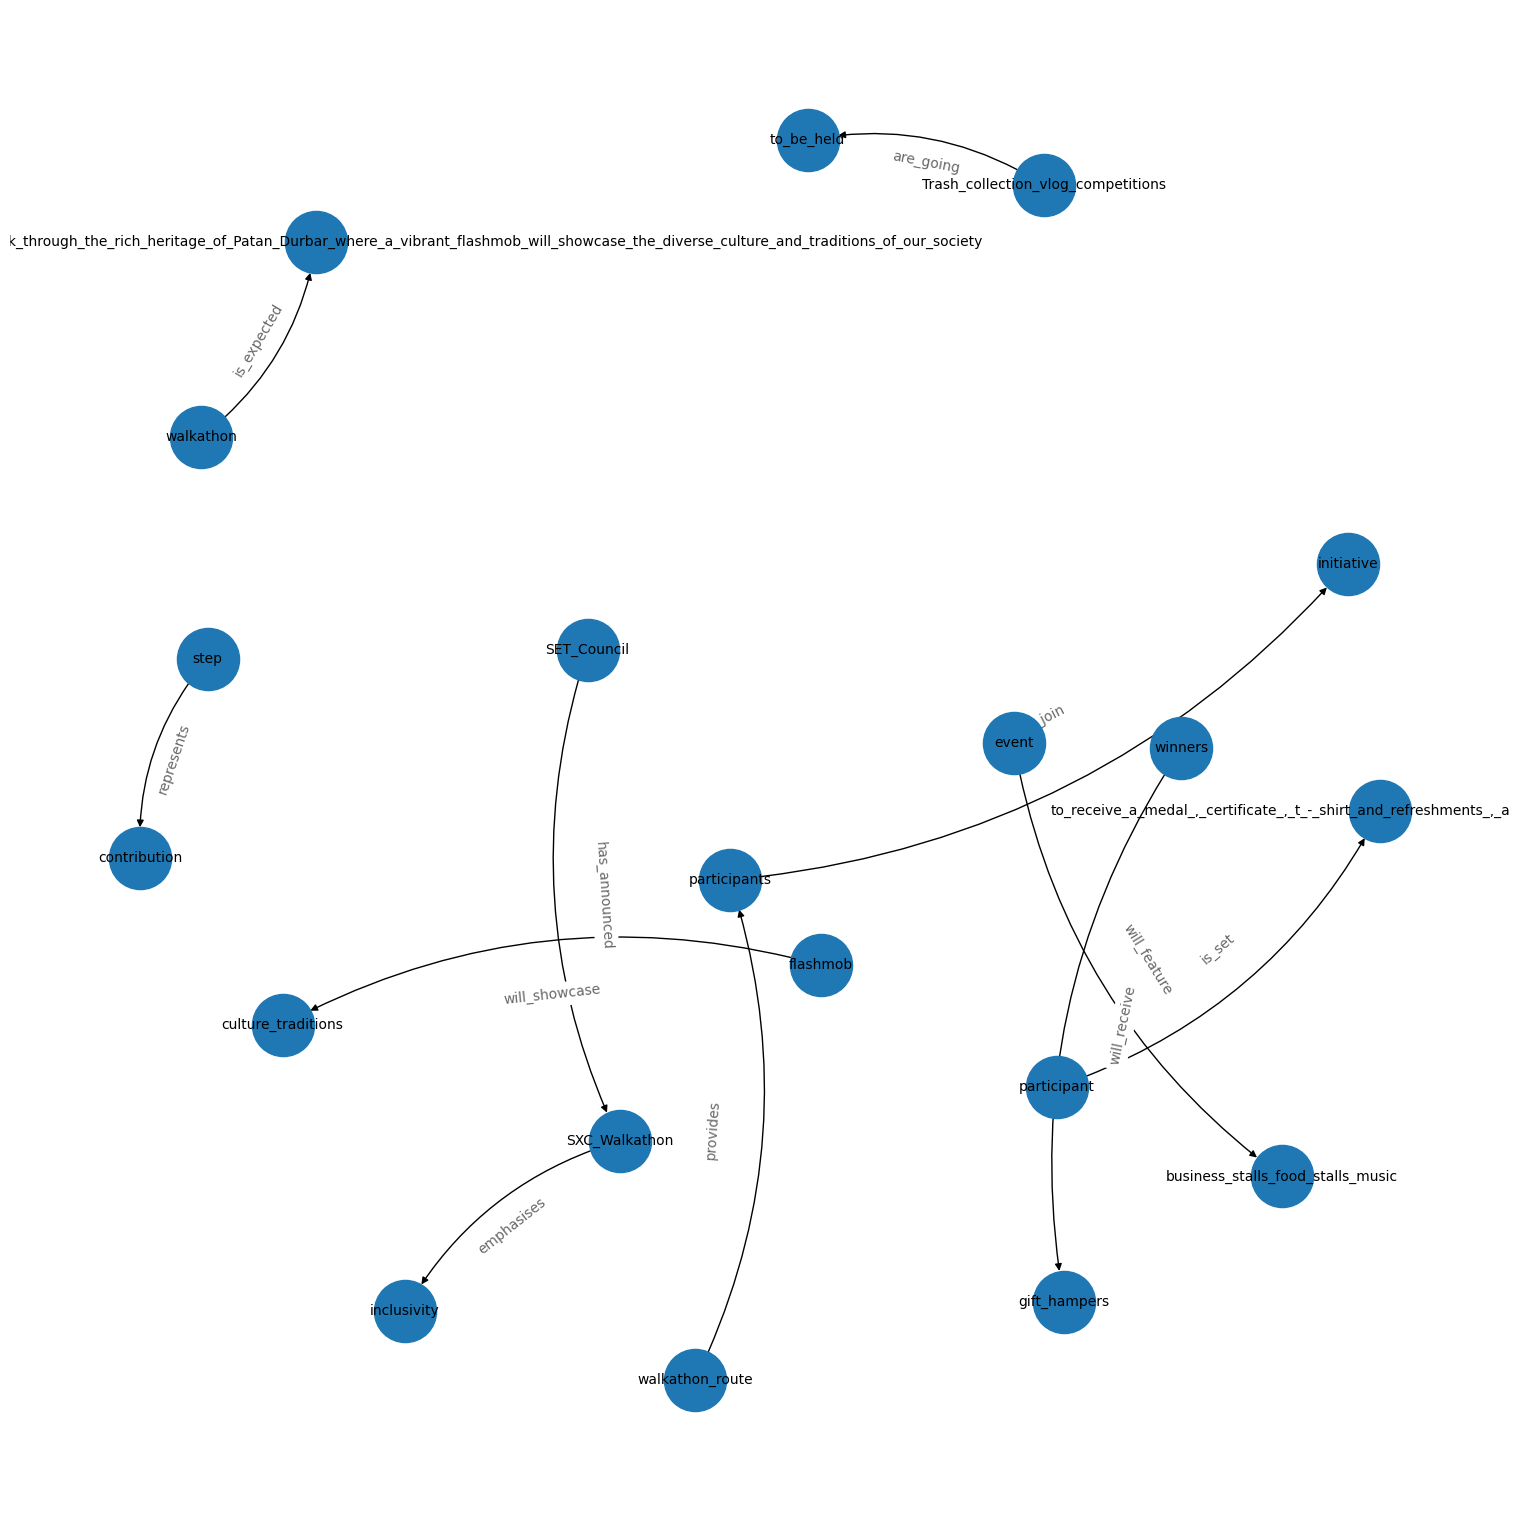 to_be_held
are_going
Trash_collection_vlog_competitions
k_through_the_rich_heritage_of_Patan_Durbar_where_a_vibrant_flashmob_will_showcase_the_diverse_culture_and_traditions_of_our_society
is_expected
walkathon
initiative
step
SET_Council
join
event
winners
represents
to_receive_a_medal_,_certificate_,_t_-_shirt_and_refreshments_,_a
contribution
participants
has_announced
will_feature
is_set
flashmob
will_showcase
culture_traditions
will_receive
participant
provides
SXC_Walkathon
business_stalls_food_stalls_music
emphasises
inclusivity
gift_hampers
walkathon_route